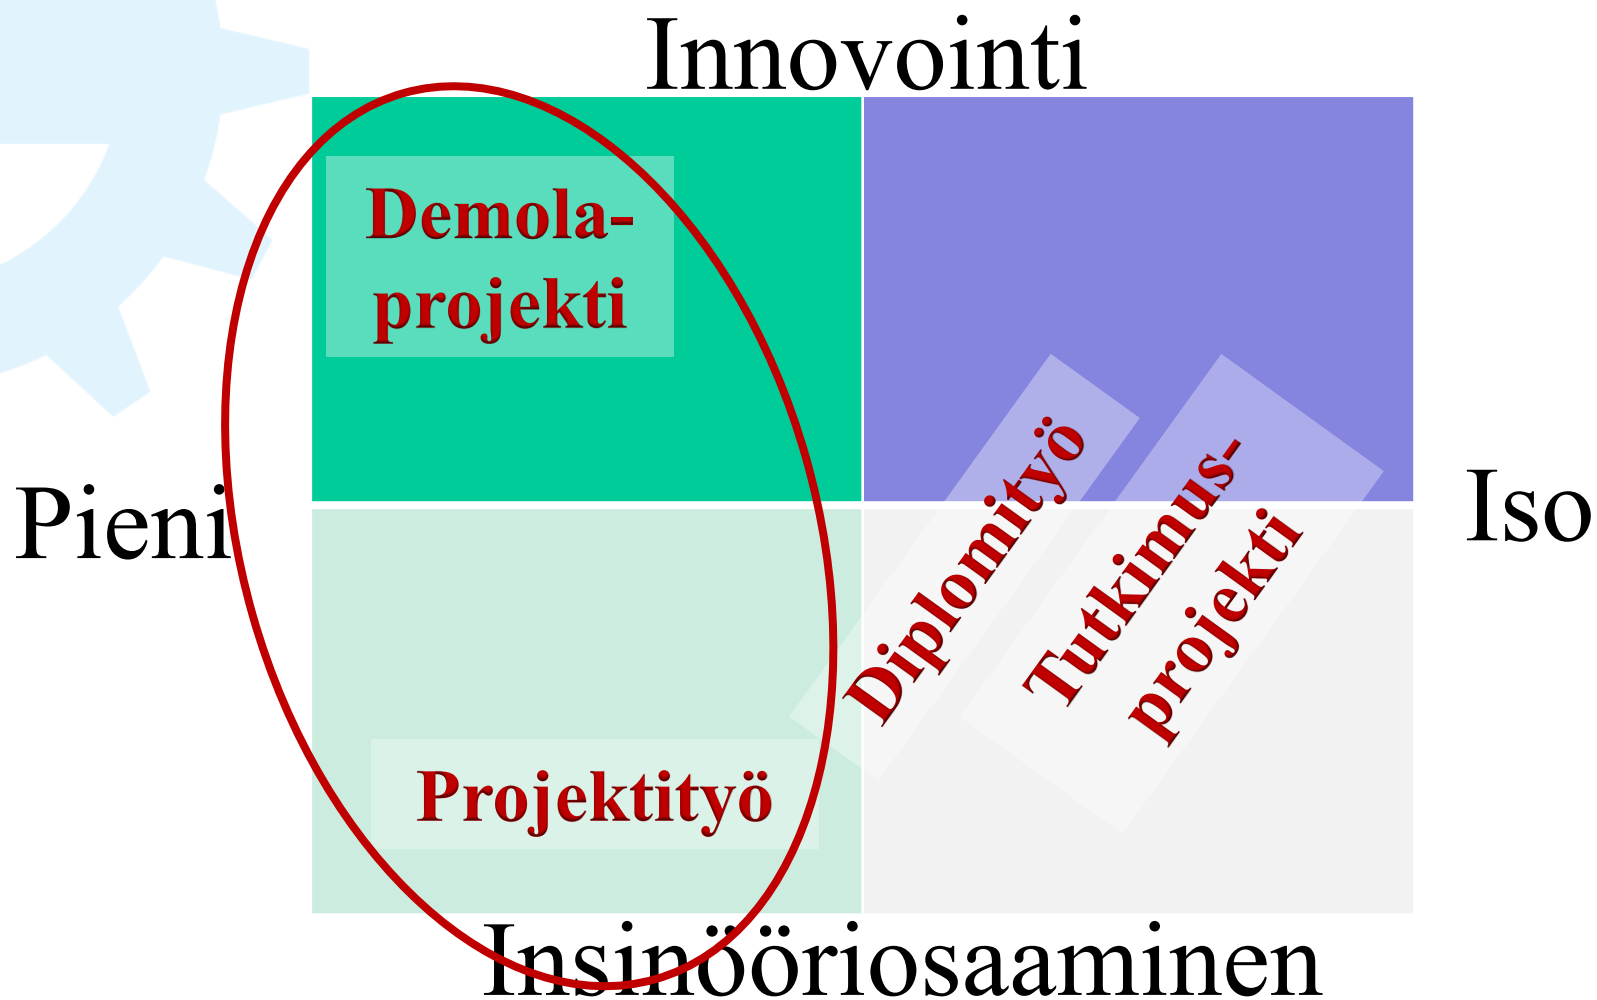 Innovointi
Demola-
projekti
Pieni
Iso
Diplomityö
Tutkimus-
projekti
Projektityö
Insinööriosaaminen